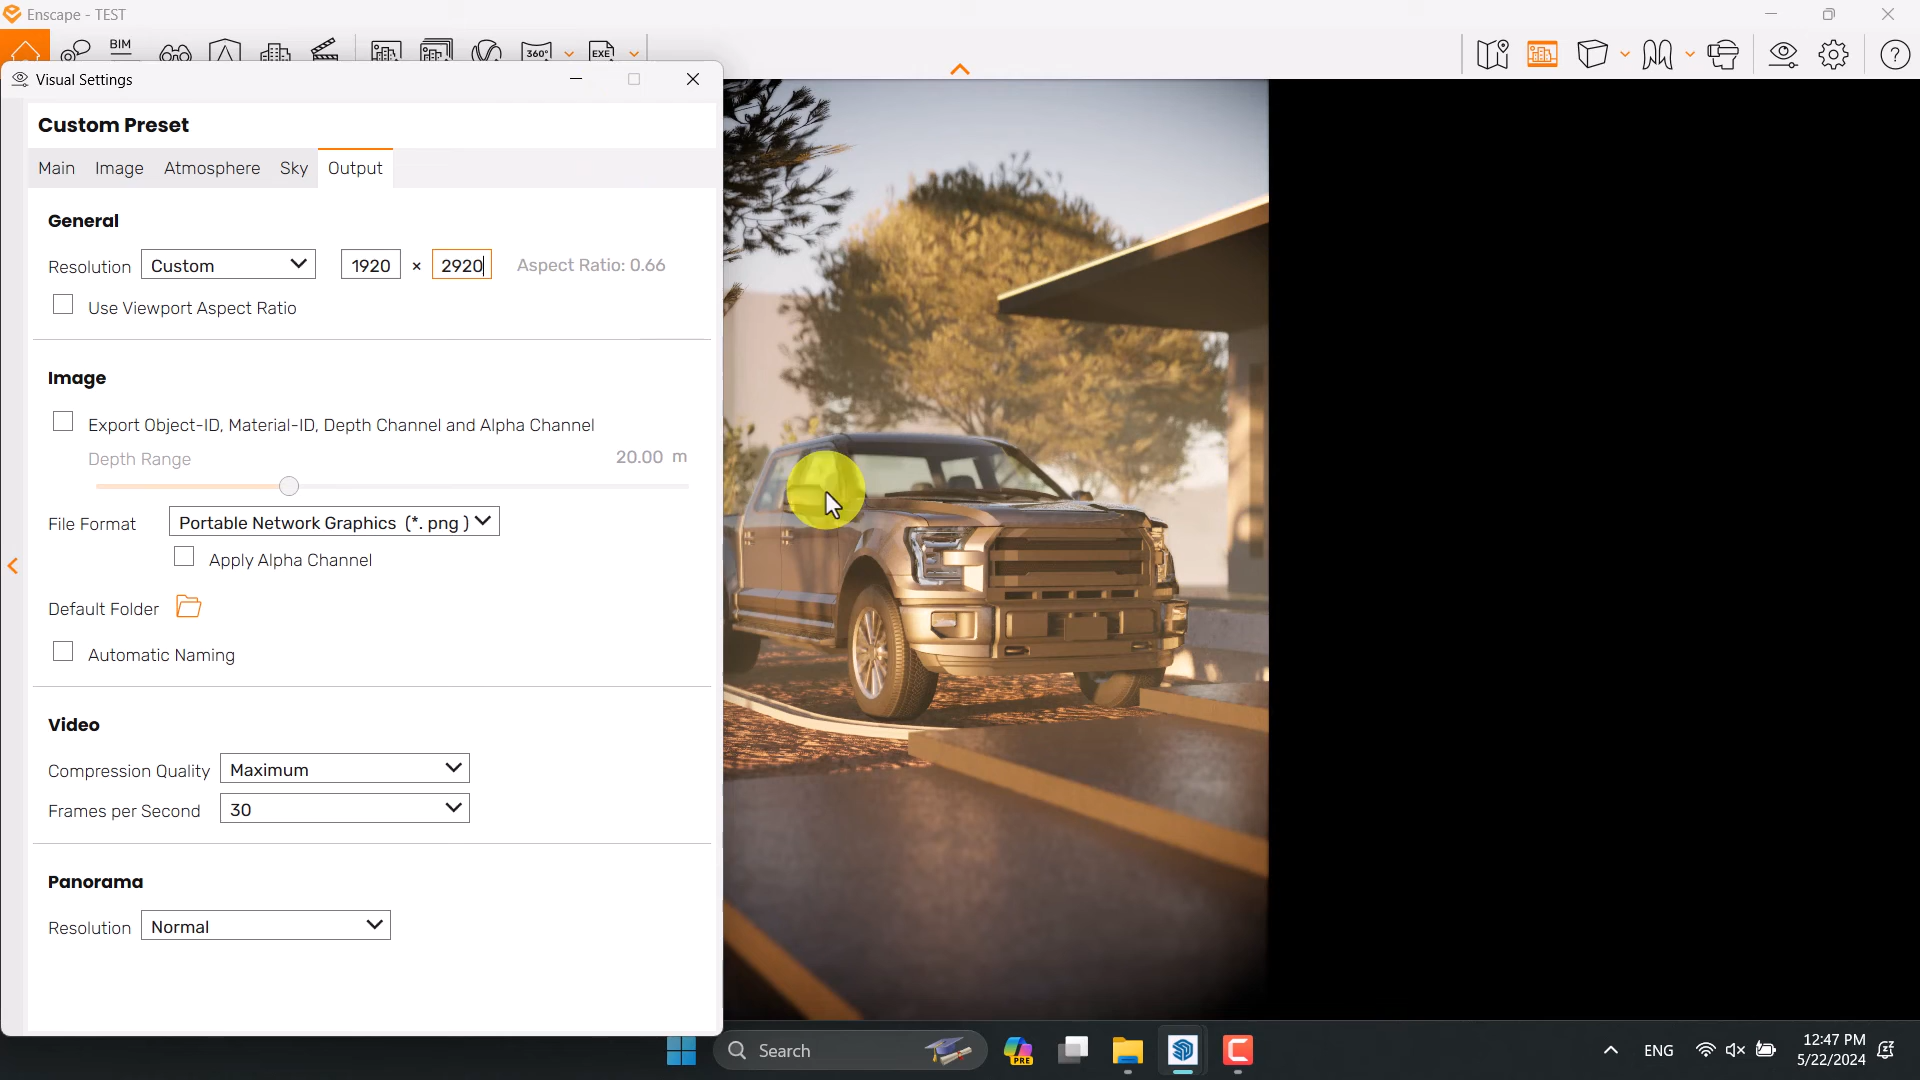 Enscape - TEST
BIM
360°
EXE
Visual Settings
Custom Preset
Main
Image
Atmosphere
Sky
Output
General
Resolution
Custom
1920
×
2920
Aspect Ratio: 0.66
Use Viewport Aspect Ratio
Image
Export Object-ID, Material-ID, Depth Channel and Alpha Channel
Depth Range
20.00 m
File Format
Portable Network Graphics (*. png )
Apply Alpha Channel
Default Folder
Automatic Naming
Video
Compression Quality
Maximum
Frames per Second
30
Panorama
Resolution
Normal
Search
PRE
ENG
12:47 PM
5/22/2024